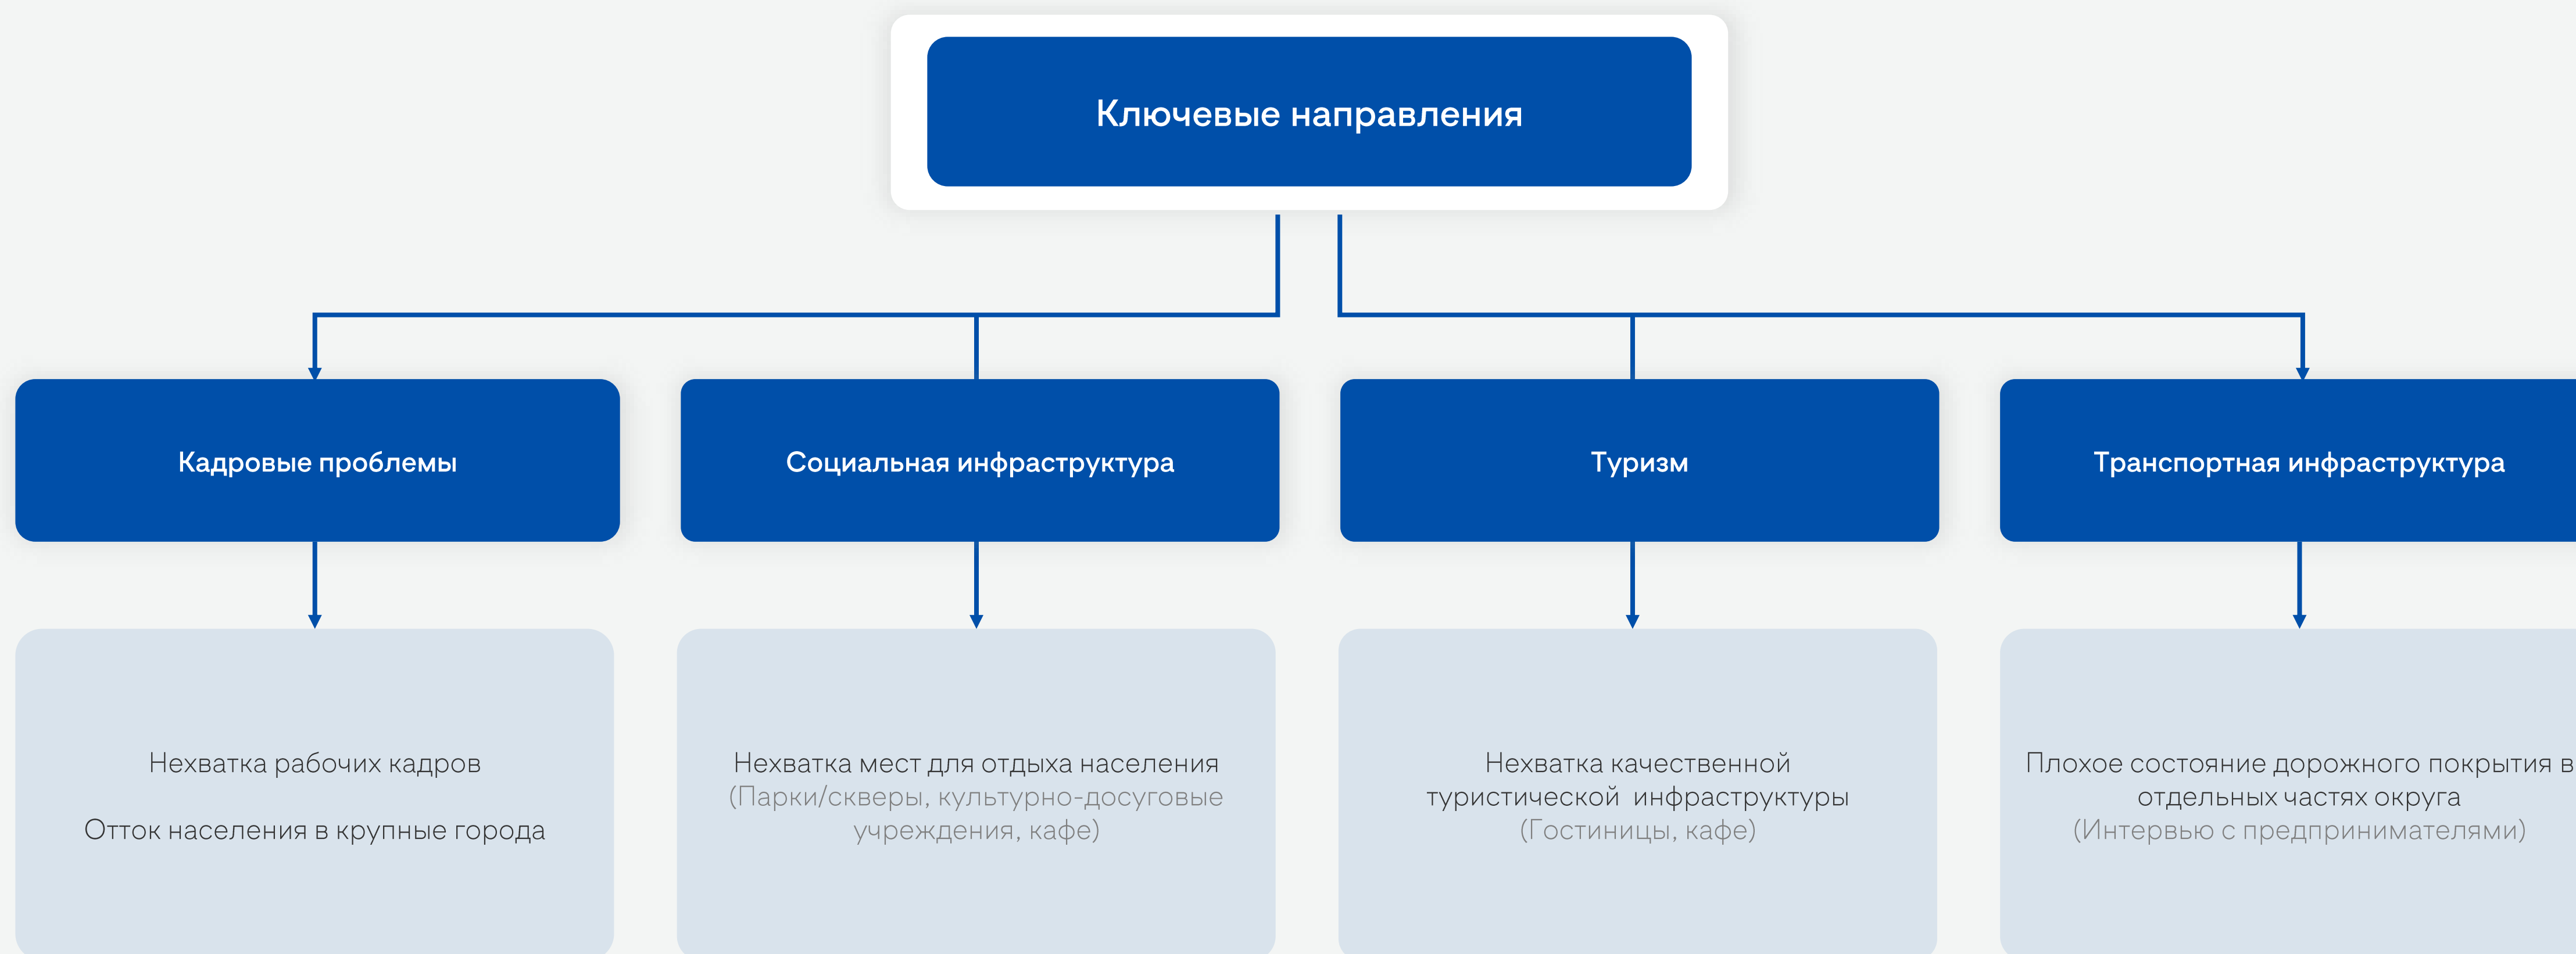 Ключевые направления
Кадровые проблемы
Социальная инфраструктура
Туризм
Транспортная инфраструктура
Нехватка рабочих кадров
Отток населения в крупные города
Нехватка мест для отдыха населения
(Парки/скверы, культурно-досуговые
учреждения, кафе)
Нехватка качественной
туристической инфраструктуры
(Гостиницы, кафе)
Плохое состояние дорожного покрытия в
отдельных частях округа
(Интервью с предпринимателями)